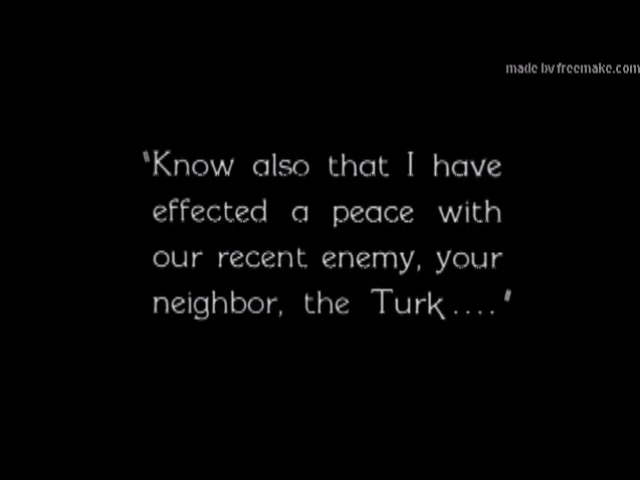 made by freemake.com
"Know also that I have
effected a peace with
our recent enemy, your
neighbor, the Turk...."